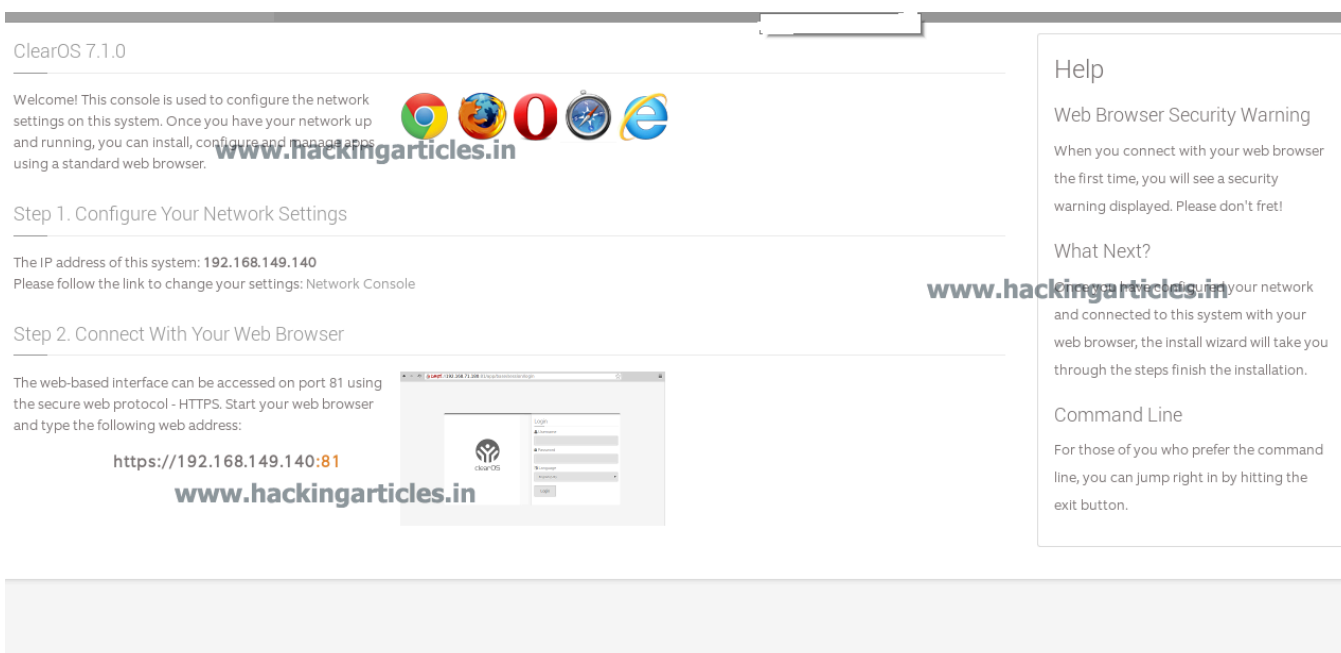 ClearOS 7.1.0
Welcome! This console is used to configure the network
settings on this system. Once you have your network up
and running, you can install, configure and manage apps
using a standard web browser.
www.hackingarticles.in
Step 1. Configure Your Network Settings
The IP address of this system: 192.168.149.140
Please follow the link to change your settings: Network Console
Step 2. Connect With Your Web Browser
The web-based interface can be accessed on port 81 using
the secure web protocol - HTTPS. Start your web browser
and type the following web address:
https://192.168.149.140:81
www.hackingarticles.in
Login
Username
Password
Language
Login
clearOS
Help
Web Browser Security Warning
When you connect with your web browser
the first time, you will see a security
warning displayed. Please don't fret!
What Next?
Once you have configured your network
www.hackingarticles.in
and connected to this system with your
web browser, the install wizard will take you
through the steps finish the installation.
Command Line
For those of you who prefer the command
line, you can jump right in by hitting the
exit button.